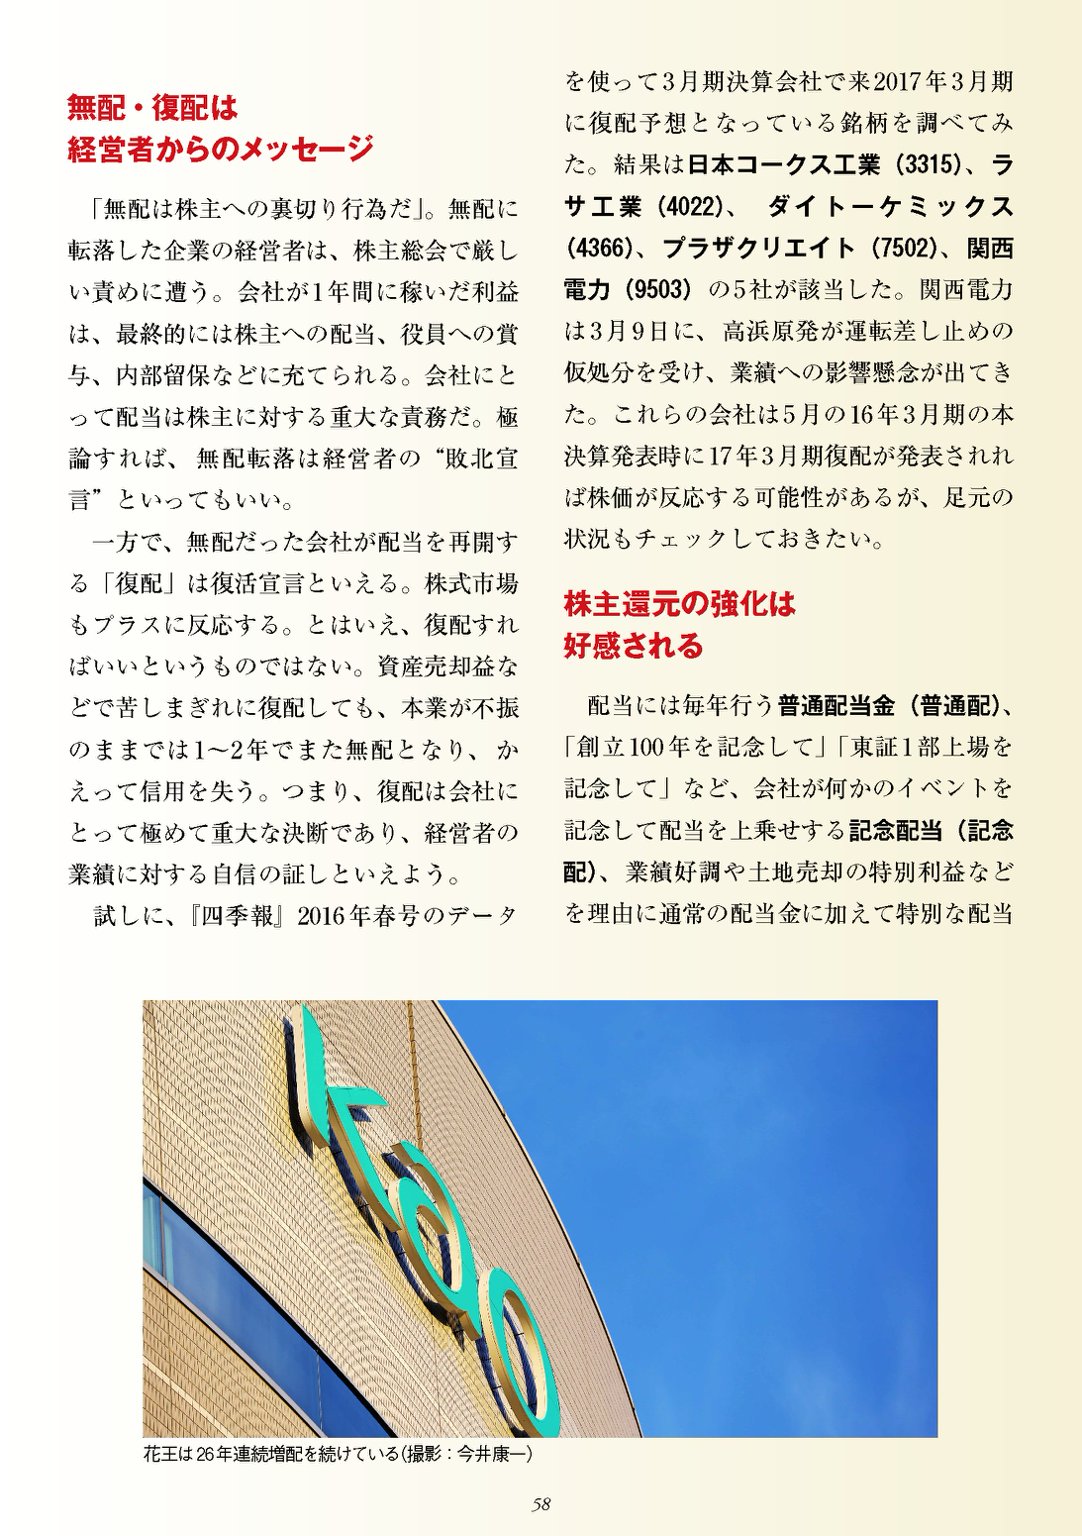 無配・復配は
経営者からのメッセージ
「無配は株主への裏切り行為だ」。無配に
転落した企業の経営者は、株主総会で厳し
い責めに遭う。会社が1年間に稼いだ利益
は、最終的には株主への配当、役員への賞
与、内部留保などに充てられる。会社にと
って配当は株主に対する重大な責務だ。極
論すれば、無配転落は経営者の“敗北宣
言”といってもいい。
一方で、無配だった会社が配当を再開す
る「復配」は復活宣言といえる。株式市場
もプラスに反応する。とはいえ、復配すれ
ばいいというものではない。資産売却益な
どで苦しまぎれに復配しても、本業が不振
のままでは1〜2年でまた無配となり、か
えって信用を失う。つまり、復配は会社に
とって極めて重大な決断であり、経営者の
業績に対する自信の証しといえよう。
試しに、『四季報』2016年春号のデータ
を使って3月期決算会社で来2017年3月期
に復配予想となっている銘柄を調べてみ
た。結果は日本コークス工業（3315）、ラ
サ工業（4022）、ダイトーケミックス
（4366）、プラザクリエイト（7502）、関西
電力（9503）の5社が該当した。関西電力
は3月9日に、高浜原発が運転差し止めの
仮処分を受け、業績への影響懸念が出てき
た。これらの会社は5月の16年3月期の本
決算発表時に17年3月期復配が発表されれ
ば株価が反応する可能性があるが、足元の
状況もチェックしておきたい。
株主還元の強化は
好感される
配当には毎年行う普通配当金（普通配）、
「創立100年を記念して」「東証1部上場を
記念して」など、会社が何かのイベントを
記念して配当を上乗せする記念配当（記念
配）、業績好調や土地売却の特別利益など
を理由に通常の配当金に加えて特別な配当
kao
花王は26年連続増配を続けている（撮影：今井康一）
58